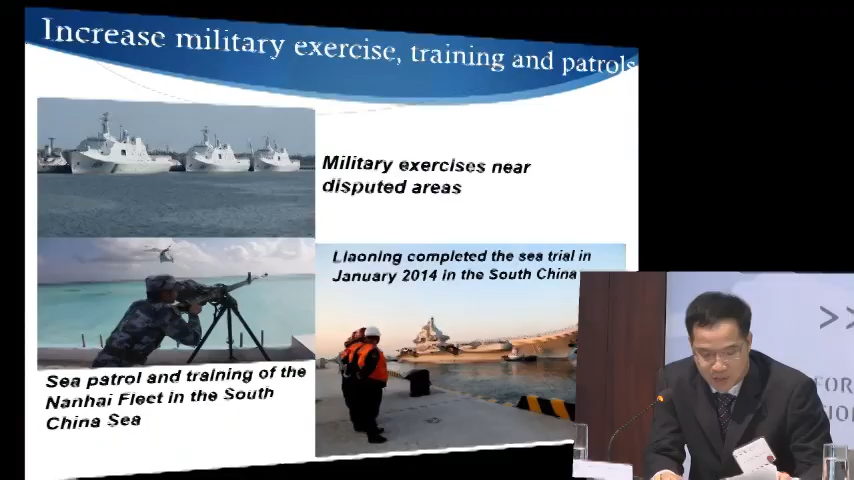 Increase military exercise, training and patrols
Military exercises near
disputed areas
Liaoning completed the sea trial in
January 2014 in the South China
Sea patrol and training of the
Nanhai Fleet in the South
China Sea
>>
FOR